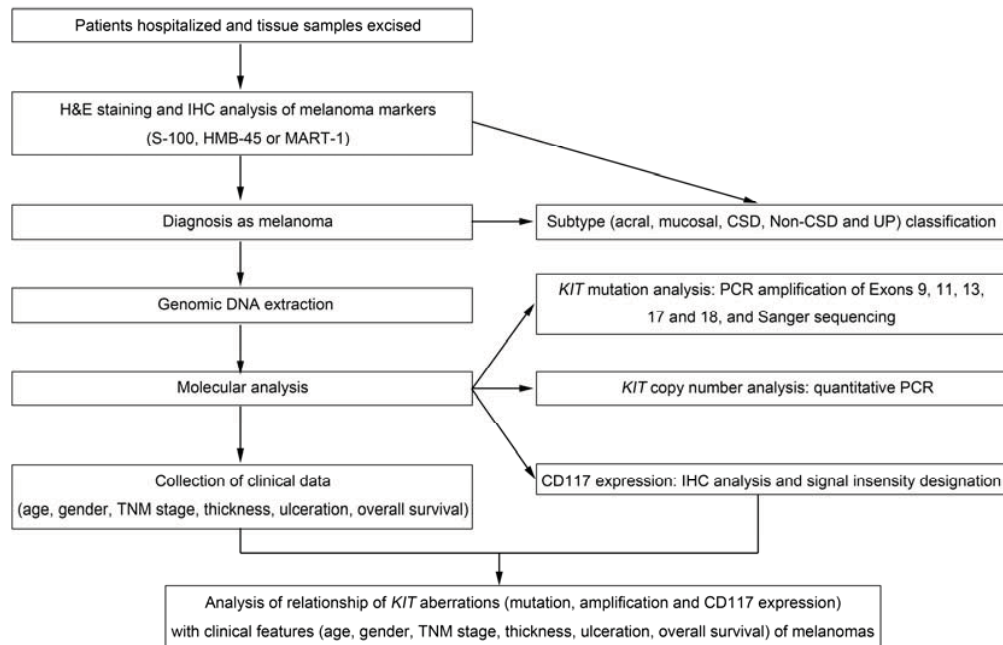 Patients hospitalized and tissue samples excised
H&E staining and IHC analysis of melanoma markers
(S-100, HMB-45 or MART-1)
Diagnosis as melanoma
Subtype (acral, mucosal, CSD, Non-CSD and UP) classification
Genomic DNA extraction
KIT mutation analysis: PCR amplification of Exons 9, 11, 13,
17 and 18, and Sanger sequencing
Molecular analysis
KIT copy number analysis: quantitative PCR
Collection of clinical data
(age, gender, TNM stage, thickness, ulceration, overall survival)
CD117 expression: IHC analysis and signal insensity designation
Analysis of relationship of KIT aberrations (mutation, amplification and CD117 expression)
with clinical features (age, gender, TNM stage, thickness, ulceration, overall survival) of melanomas